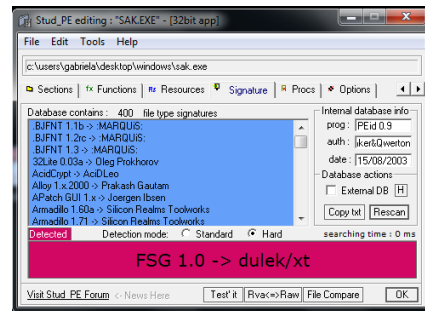 Stud_PE editing : "SAK.EXE" - [32bit app]
File Edit Tools Help
c:\users\gabriela\desktop\windows\sak.exe
Sections fx Functions Rs Resources Signature Procs Options
Database contains : 400 file type signatures
.BJFNT 1.1b -> :MARQUiS:
.BJFNT 1.2rc -> :MARQUiS:
.BJFNT 1.3 -> :MARQUiS:
32Lite 0.03a -> Oleg Prokhorov
AcidCrypt -> AciDLeo
Alloy 1.x.2000 -> Prakash Gautam
APatch GUI 1.x -> Joergen Ibsen
Armadillo 1.60a -> Silicon Realms Toolworks
Armadillo 1.71 -> Silicon Realms Toolworks
Internal database info
prog : PEid 0.9
auth : aker&Qwerton
date : 15/08/2003
Database actions
External DB H
Copy txt Rescan
Detected Detection mode: Standard Hard searching time : 0 ms
FSG 1.0 -> dulek/xt
Visit Stud_PE Forum <- News Here Test' it Rva<=>Raw File Compare OK